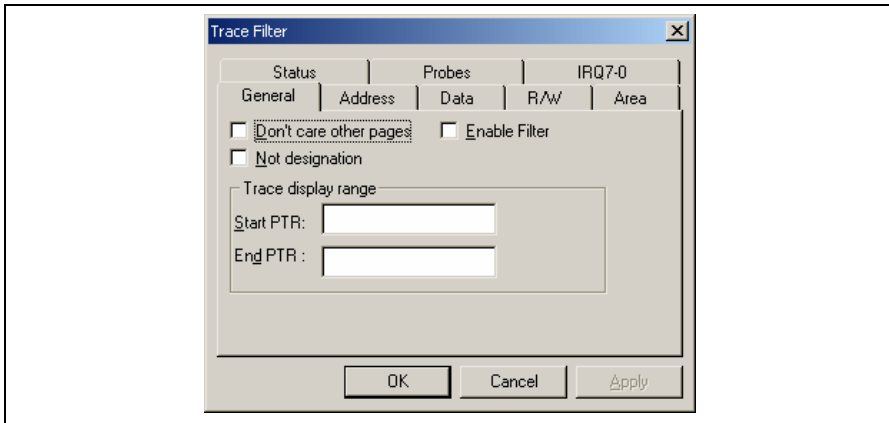 Trace Filter
Status Probes IRQ7-0
General Address Data R/W Area
Don't care other pages Enable Filter
Not designation
Trace display range
Start PTR:
End PTR :
OK Cancel Apply